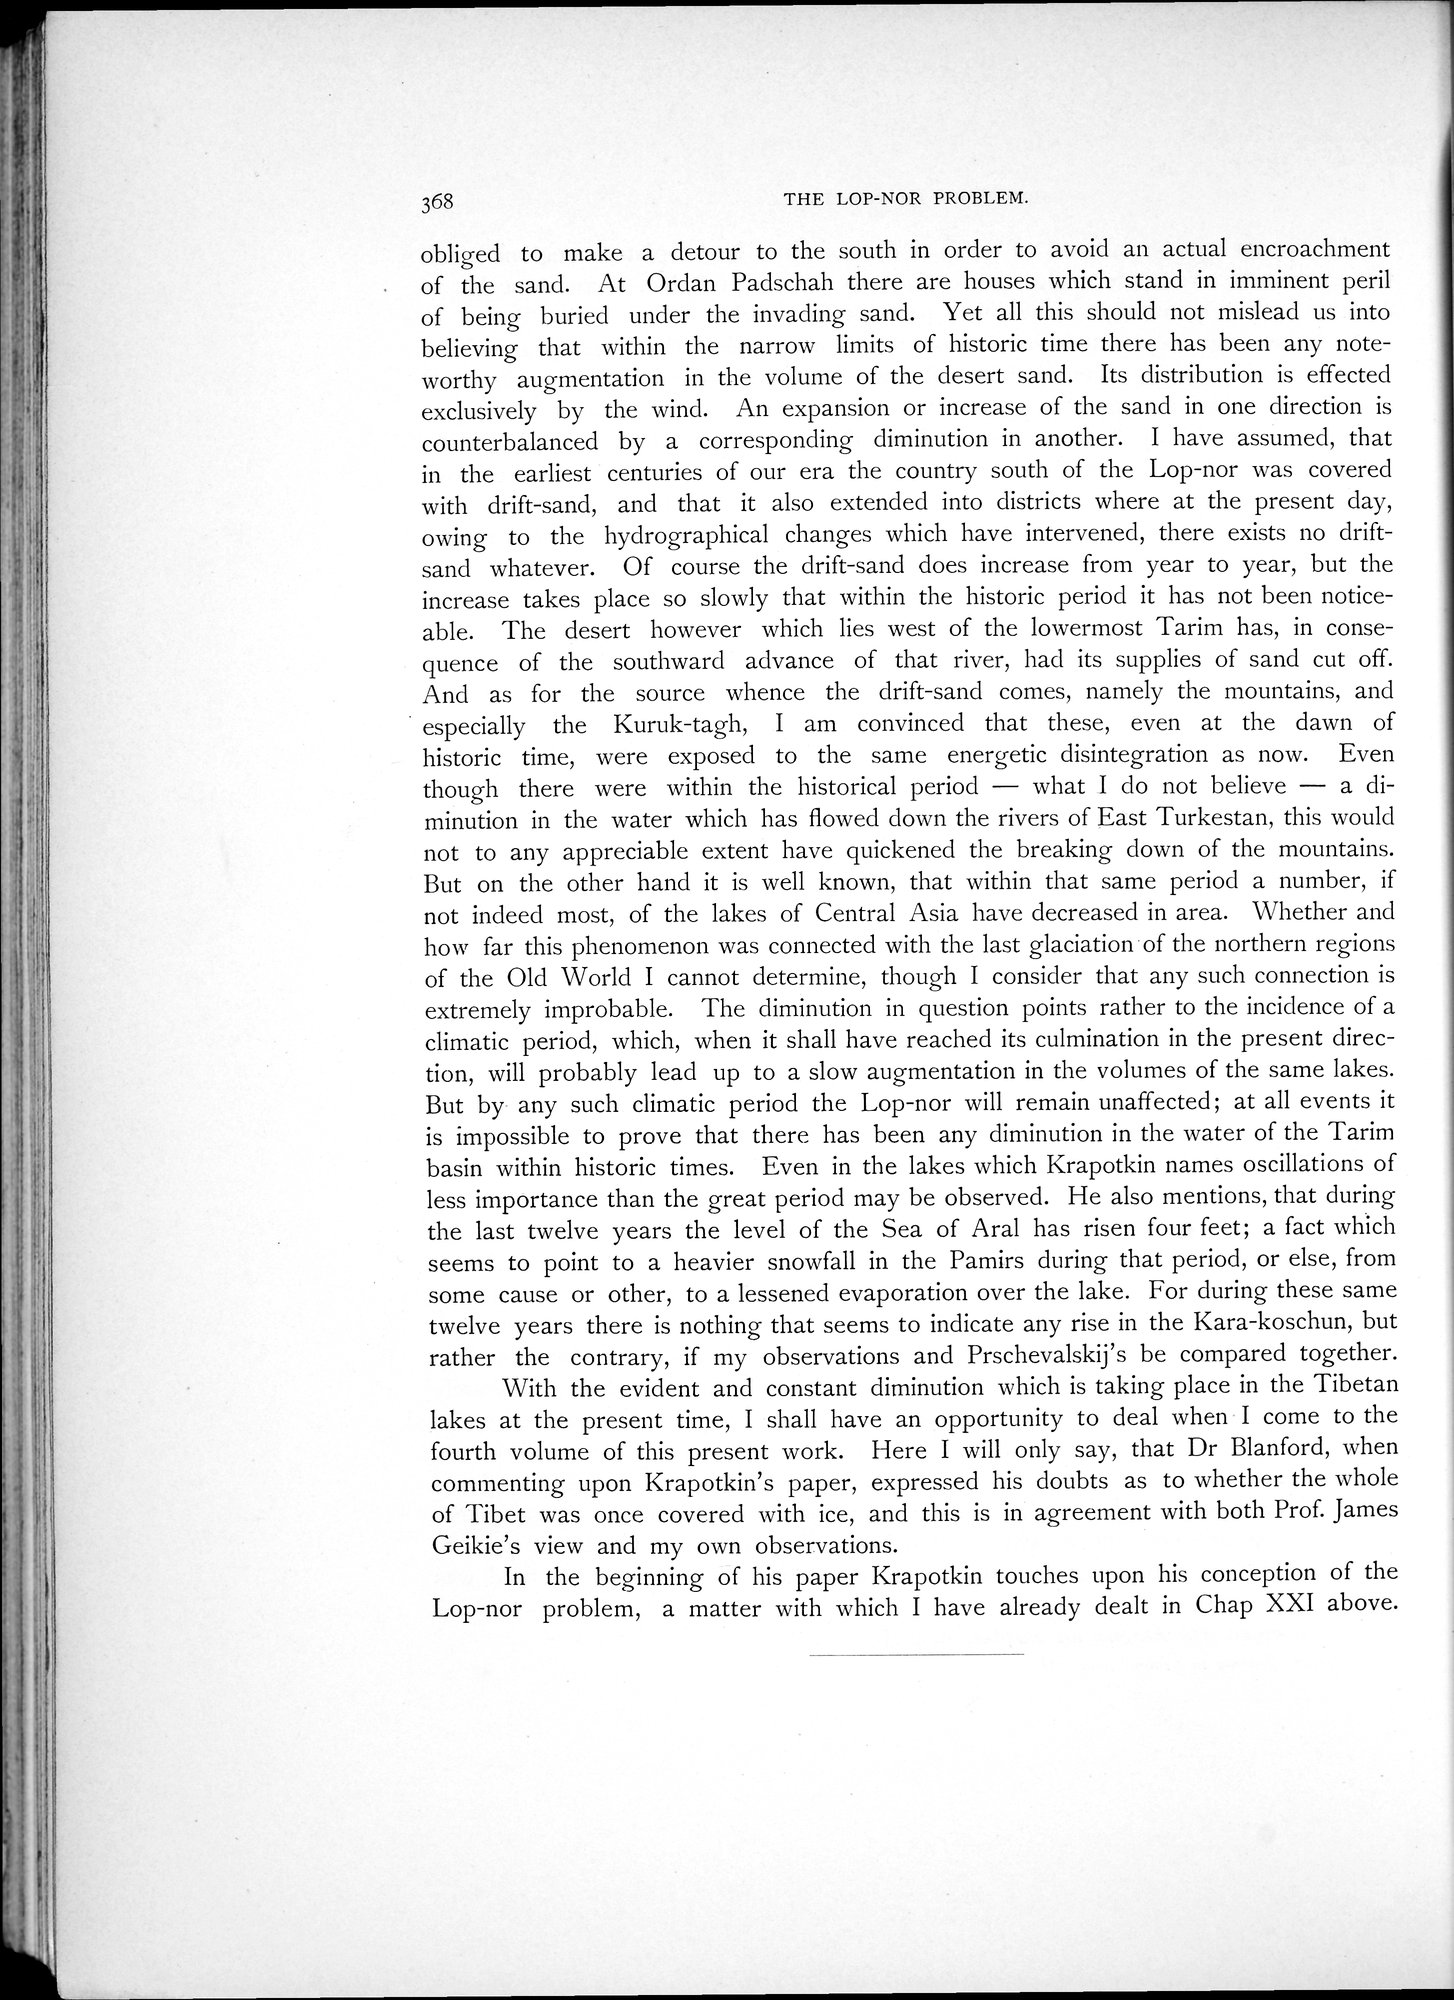 368
THE LOP-NOR PROBLEM.
obliged to make a detour to the south in order to avoid an actual encroachment
of the sand. At Ordan Padschah there are houses which stand in imminent peril
of being buried under the invading sand. Yet all this should not mislead us into
believing that within the narrow limits of historic time there has been any note-
worthy augmentation in the volume of the desert sand. Its distribution is effected
exclusively by the wind. An expansion or increase of the sand in one direction is
counterbalanced by a corresponding diminution in another. I have assumed, that
in the earliest centuries of our era the country south of the Lop-nor was covered
with drift-sand, and that it also extended into districts where at the present day,
owing to the hydrographical changes which have intervened, there exists no drift-
sand whatever. Of course the drift-sand does increase from year to year, but the
increase takes place so slowly that within the historic period it has not been notice-
able. The desert however which lies west of the lowermost Tarim has, in conse-
quence of the southward advance of that river, had its supplies of sand cut off.
And as for the source whence the drift-sand comes, namely the mountains, and
especially the Kuruk-tagh, I am convinced that these, even at the dawn of
historic time, were exposed to the same energetic disintegration as now. Even
though there were within the historical period — what I do not believe — a di-
minution in the water which has flowed down the rivers of East Turkestan, this would
not to any appreciable extent have quickened the breaking down of the mountains.
But on the other hand it is well known, that within that same period a number, if
not indeed most, of the lakes of Central Asia have decreased in area. Whether and
how far this phenomenon was connected with the last glaciation of the northern regions
of the Old World I cannot determine, though I consider that any such connection is
extremely improbable. The diminution in question points rather to the incidence of a
climatic period, which, when it shall have reached its culmination in the present direc-
tion, will probably lead up to a slow augmentation in the volumes of the same lakes.
But by any such climatic period the Lop-nor will remain unaffected; at all events it
is impossible to prove that there has been any diminution in the water of the Tarim
basin within historic times. Even in the lakes which Krapotkin names oscillations of
less importance than the great period may be observed. He also mentions, that during
the last twelve years the level of the Sea of Aral has risen four feet; a fact which
seems to point to a heavier snowfall in the Pamirs during that period, or else, from
some cause or other, to a lessened evaporation over the lake. For during these same
twelve years there is nothing that seems to indicate any rise in the Kara-koschun, but
rather the contrary, if my observations and Prschevalskij's be compared together.
With the evident and constant diminution which is taking place in the Tibetan
lakes at the present time, I shall have an opportunity to deal when I come to the
fourth volume of this present work. Here I will only say, that Dr Blanford, when
commenting upon Krapotkin's paper, expressed his doubts as to whether the whole
of Tibet was once covered with ice, and this is in agreement with both Prof. James
Geikie's view and my own observations.
In the beginning of his paper Krapotkin touches upon his conception of the
Lop-nor problem, a matter with which I have already dealt in Chap XXI above.